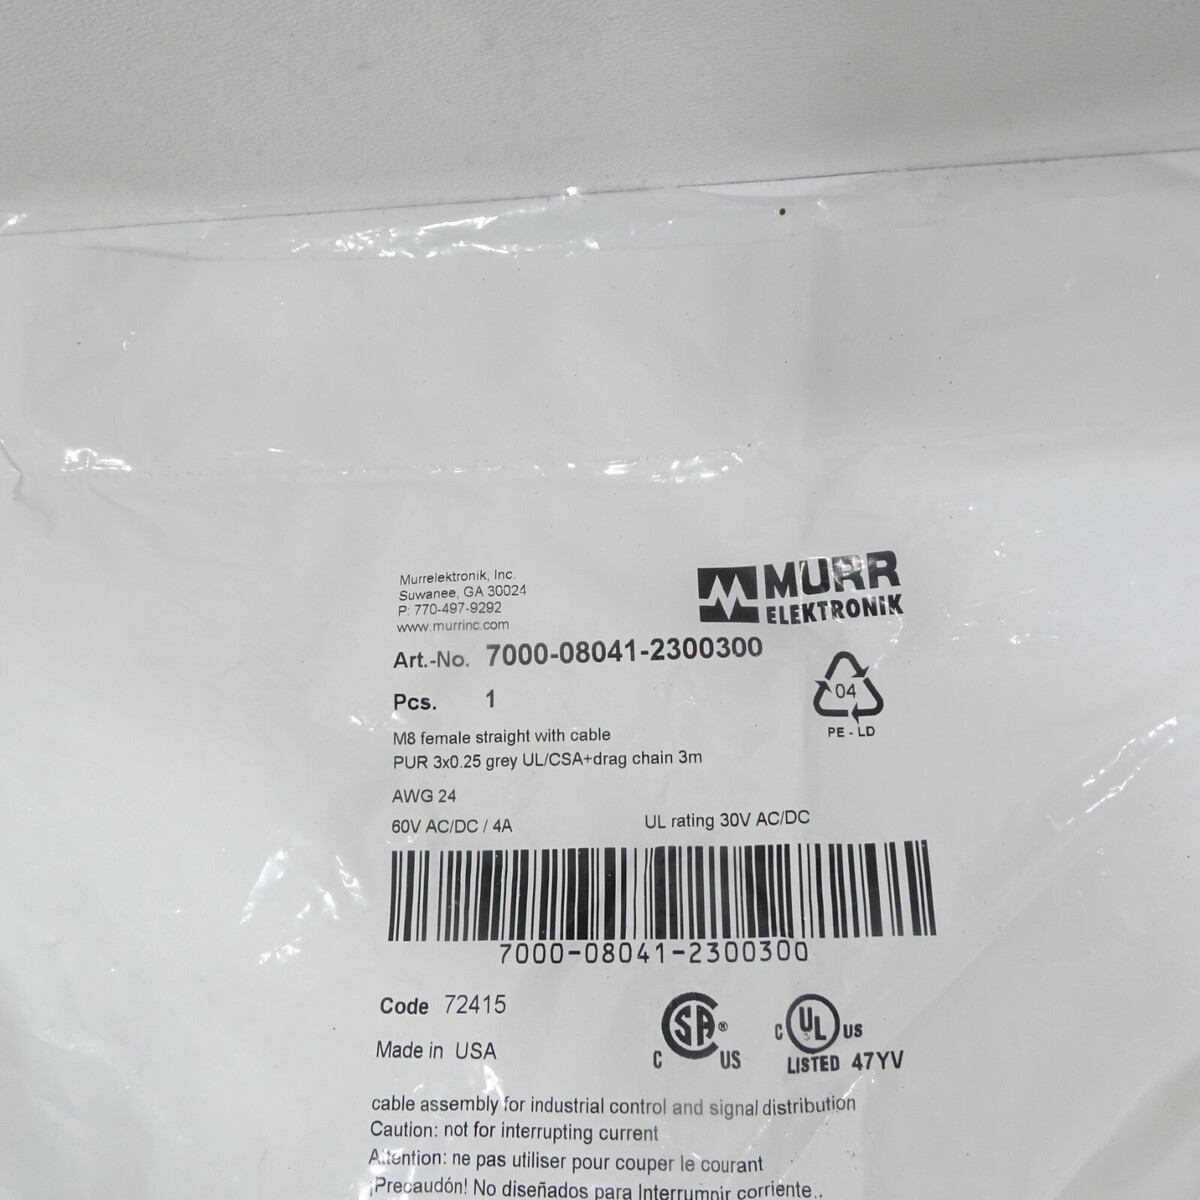 Murrelektronik, Inc.
Suwanee, GA 30024
P: 770-497-9292
www.murrinc.com
MURR
ELEKTRONIK
Art.-No. 7000-08041-2300300
Pcs. 1
04
PE-LD
M8 female straight with cable
PUR 3x0.25 grey UL/CSA+drag chain 3m
AWG 24
60V AC/DC / 4A
UL rating 30V AC/DC
7000-08041-2300300
Code 72415
Made in USA
C SA® US
C UL US
LISTED 47YV
cable assembly for industrial control and signal distribution
Caution: not for interrupting current
Attention: ne pas utiliser pour couper le courant
¡Precaudón! No diseñados para Interrumpir corriente..